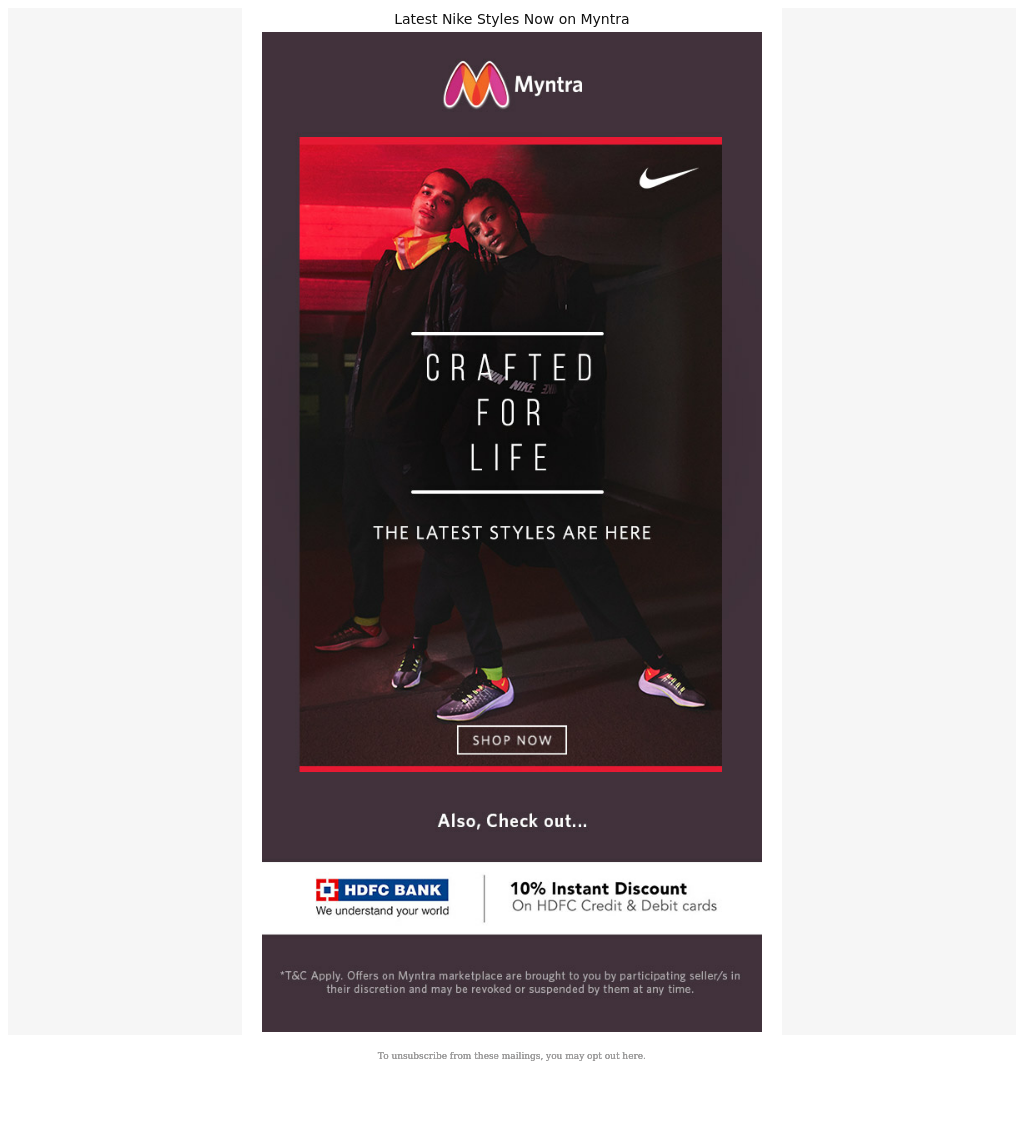 Latest Nike Styles Now on Myntra
Myntra
CRAFTED
NIKE
FOR
LIFE
THE LATEST STYLES ARE HERE
SHOP NOW
Also, Check out...
HDFC BANK
We understand your world
10% Instant Discount
On HDFC Credit & Debit cards
*T&C Apply. Offers on Myntra marketplace are brought to you by participating seller/s in
their discretion and may be revoked or suspended by them at any time.
To unsubscribe from these mailings, you may opt out here.